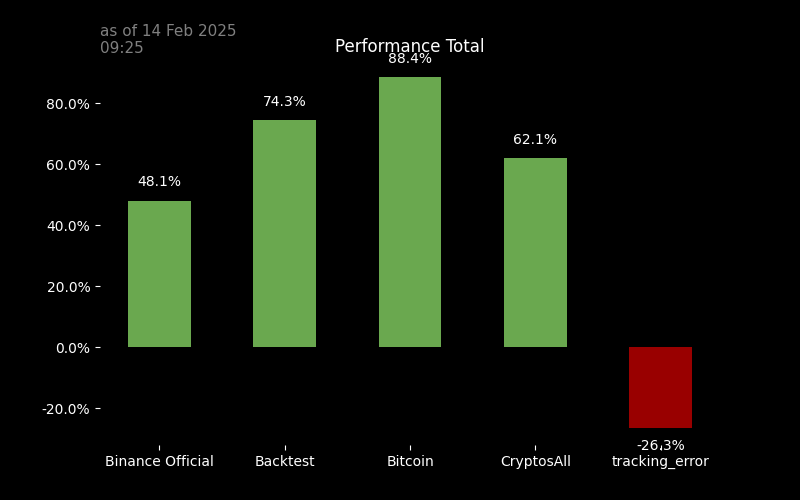 as of 14 Feb 2025
09:25
Performance Total
88.4%
80.0%
74.3%
62.1%
60.0%
48.1%
40.0%
20.0%
0.0%
-20.0%
-26.3%
Binance Official
Backtest
Bitcoin
CryptosAll
tracking_error